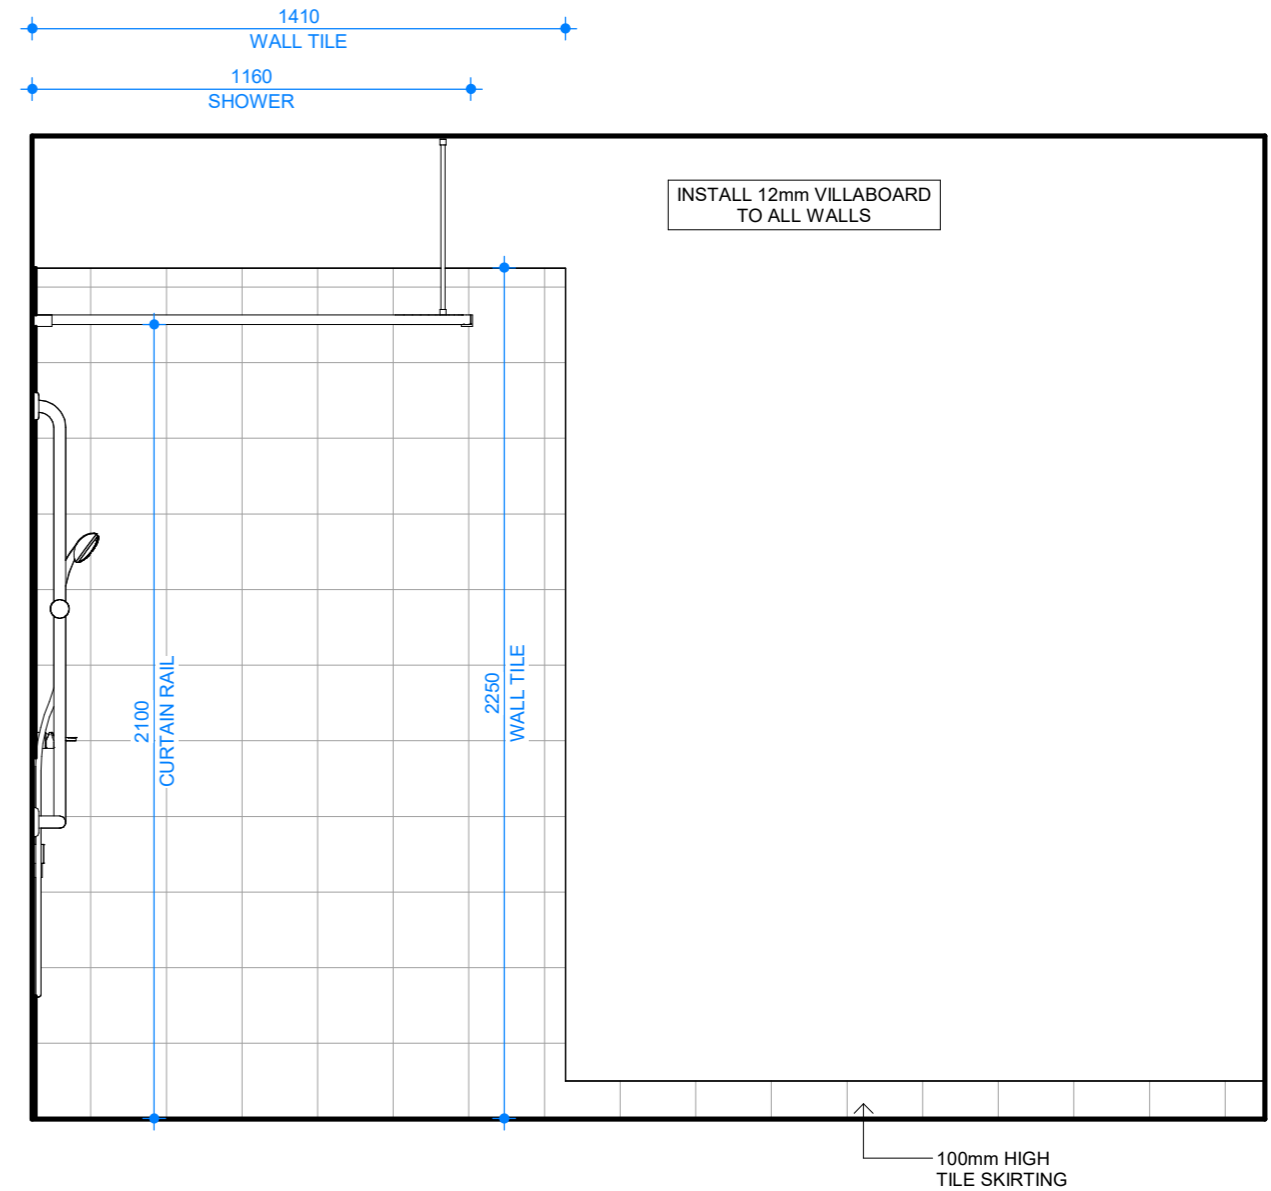 1410
WALL TILE
1160
SHOWER
INSTALL 12mm VILLABOARD
TO ALL WALLS
2100
CURTAIN RAIL
2250
WALL TILE
100mm HIGH
TILE SKIRTING